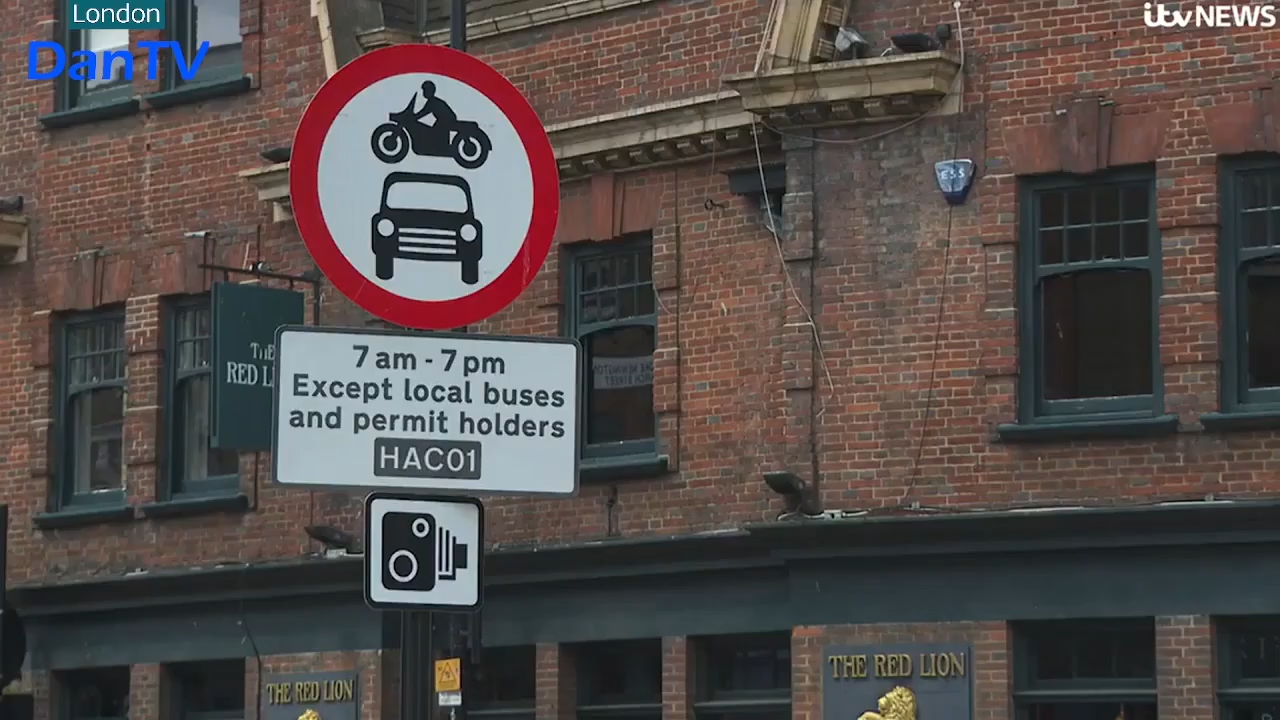 London
DanTV
itv NEWS
ESS
THE
RED L
7 am - 7 pm
Except local buses
and permit holders
HAC01
THE RED LION
THE RED LION